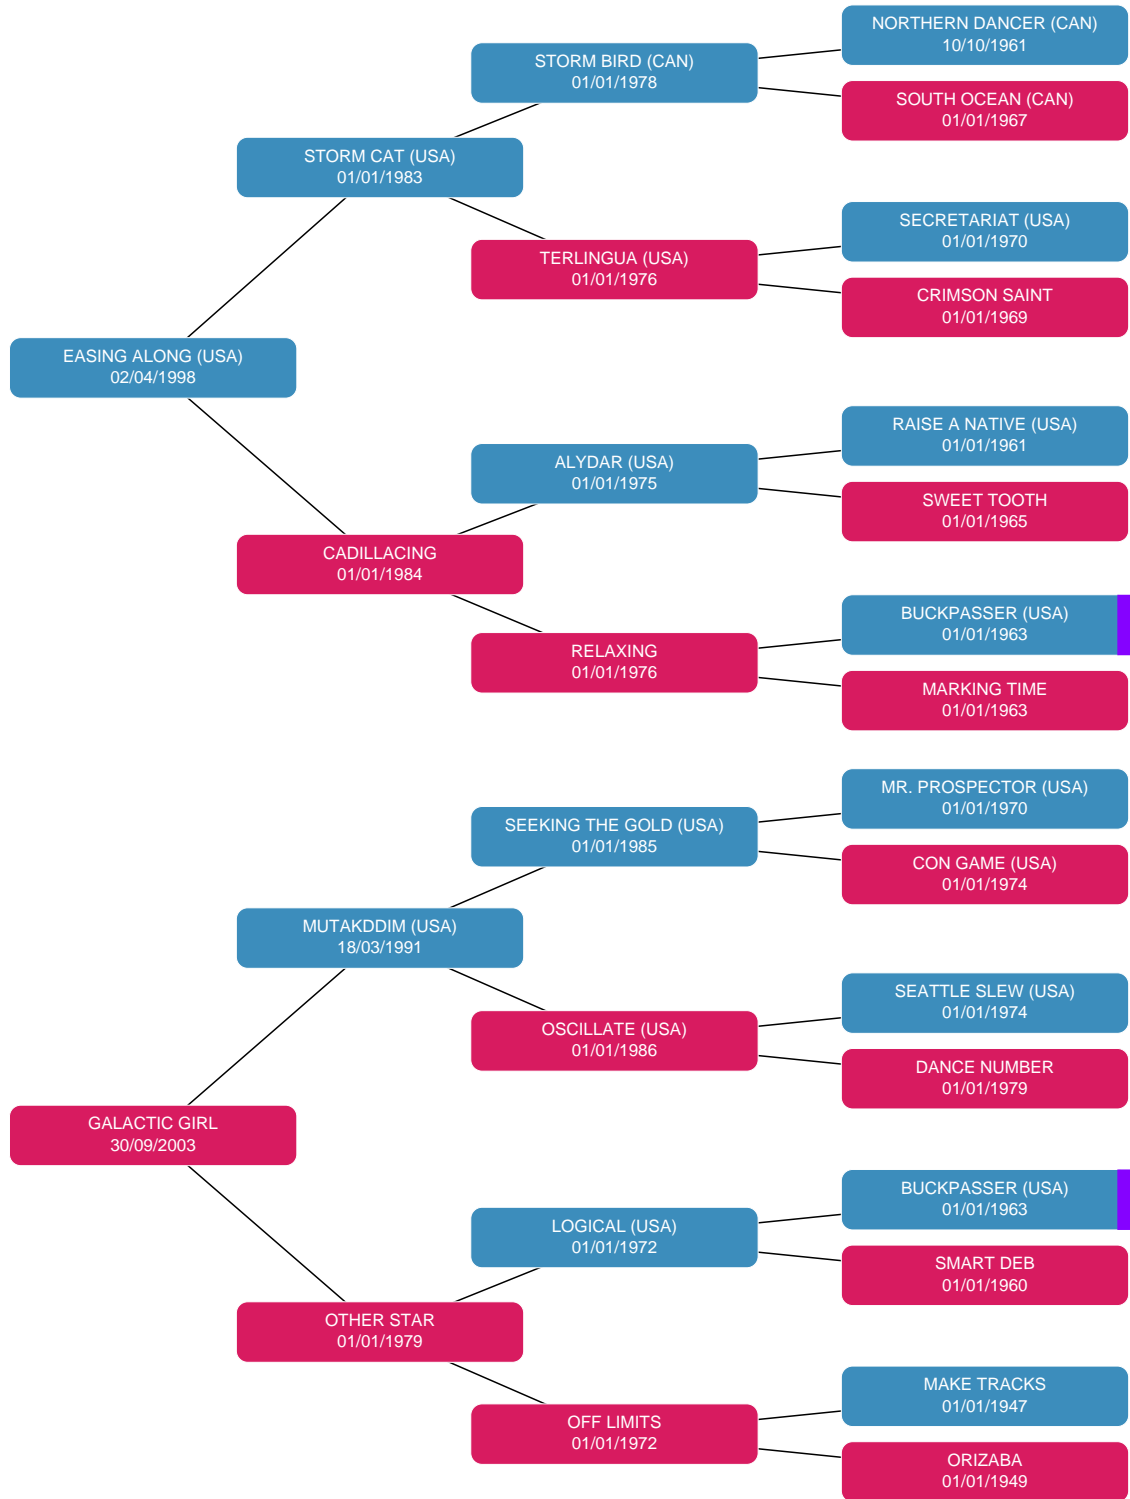 NORTHERN DANCER (CAN)
10/10/1961
STORM BIRD (CAN)
01/01/1978
SOUTH OCEAN (CAN)
01/01/1967
STORM CAT (USA)
01/01/1983
SECRETARIAT (USA)
01/01/1970
TERLINGUA (USA)
01/01/1976
CRIMSON SAINT
01/01/1969
EASING ALONG (USA)
02/04/1998
RAISE A NATIVE (USA)
01/01/1961
ALYDAR (USA)
01/01/1975
SWEET TOOTH
01/01/1965
CADILLACING
01/01/1984
BUCKPASSER (USA)
01/01/1963
RELAXING
01/01/1976
MARKING TIME
01/01/1963
MR. PROSPECTOR (USA)
01/01/1970
SEEKING THE GOLD (USA)
01/01/1985
CON GAME (USA)
01/01/1974
MUTAKDDIM (USA)
18/03/1991
SEATTLE SLEW (USA)
01/01/1974
OSCILLATE (USA)
01/01/1986
DANCE NUMBER
01/01/1979
GALACTIC GIRL
30/09/2003
BUCKPASSER (USA)
01/01/1963
LOGICAL (USA)
01/01/1972
SMART DEB
01/01/1960
OTHER STAR
01/01/1979
MAKE TRACKS
01/01/1947
OFF LIMITS
01/01/1972
ORIZABA
01/01/1949